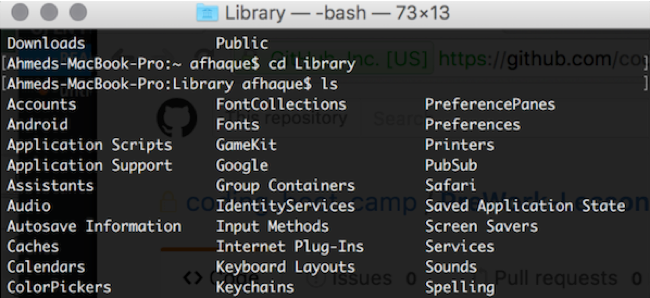 Library — -bash — 73×13
Downloads Public
[Ahmeds-MacBook-Pro:~ afhaque$ cd Library ]
[Ahmeds-MacBook-Pro:Library afhaque$ ls ]
Accounts FontCollections PreferencePanes
Android Fonts Preferences
Application Scripts GameKit Printers
Application Support Google PubSub
Assistants Group Containers Safari
Audio IdentityServices Saved Application State
Autosave Information Input Methods Screen Savers
Caches Internet Plug-Ins Services
Calendars Keyboard Layouts Sounds
ColorPickers Keychains Spelling
GitHub, Inc. [US] https://github.com/co
This repository Search
<> Code Issues 0 Pull requests 0